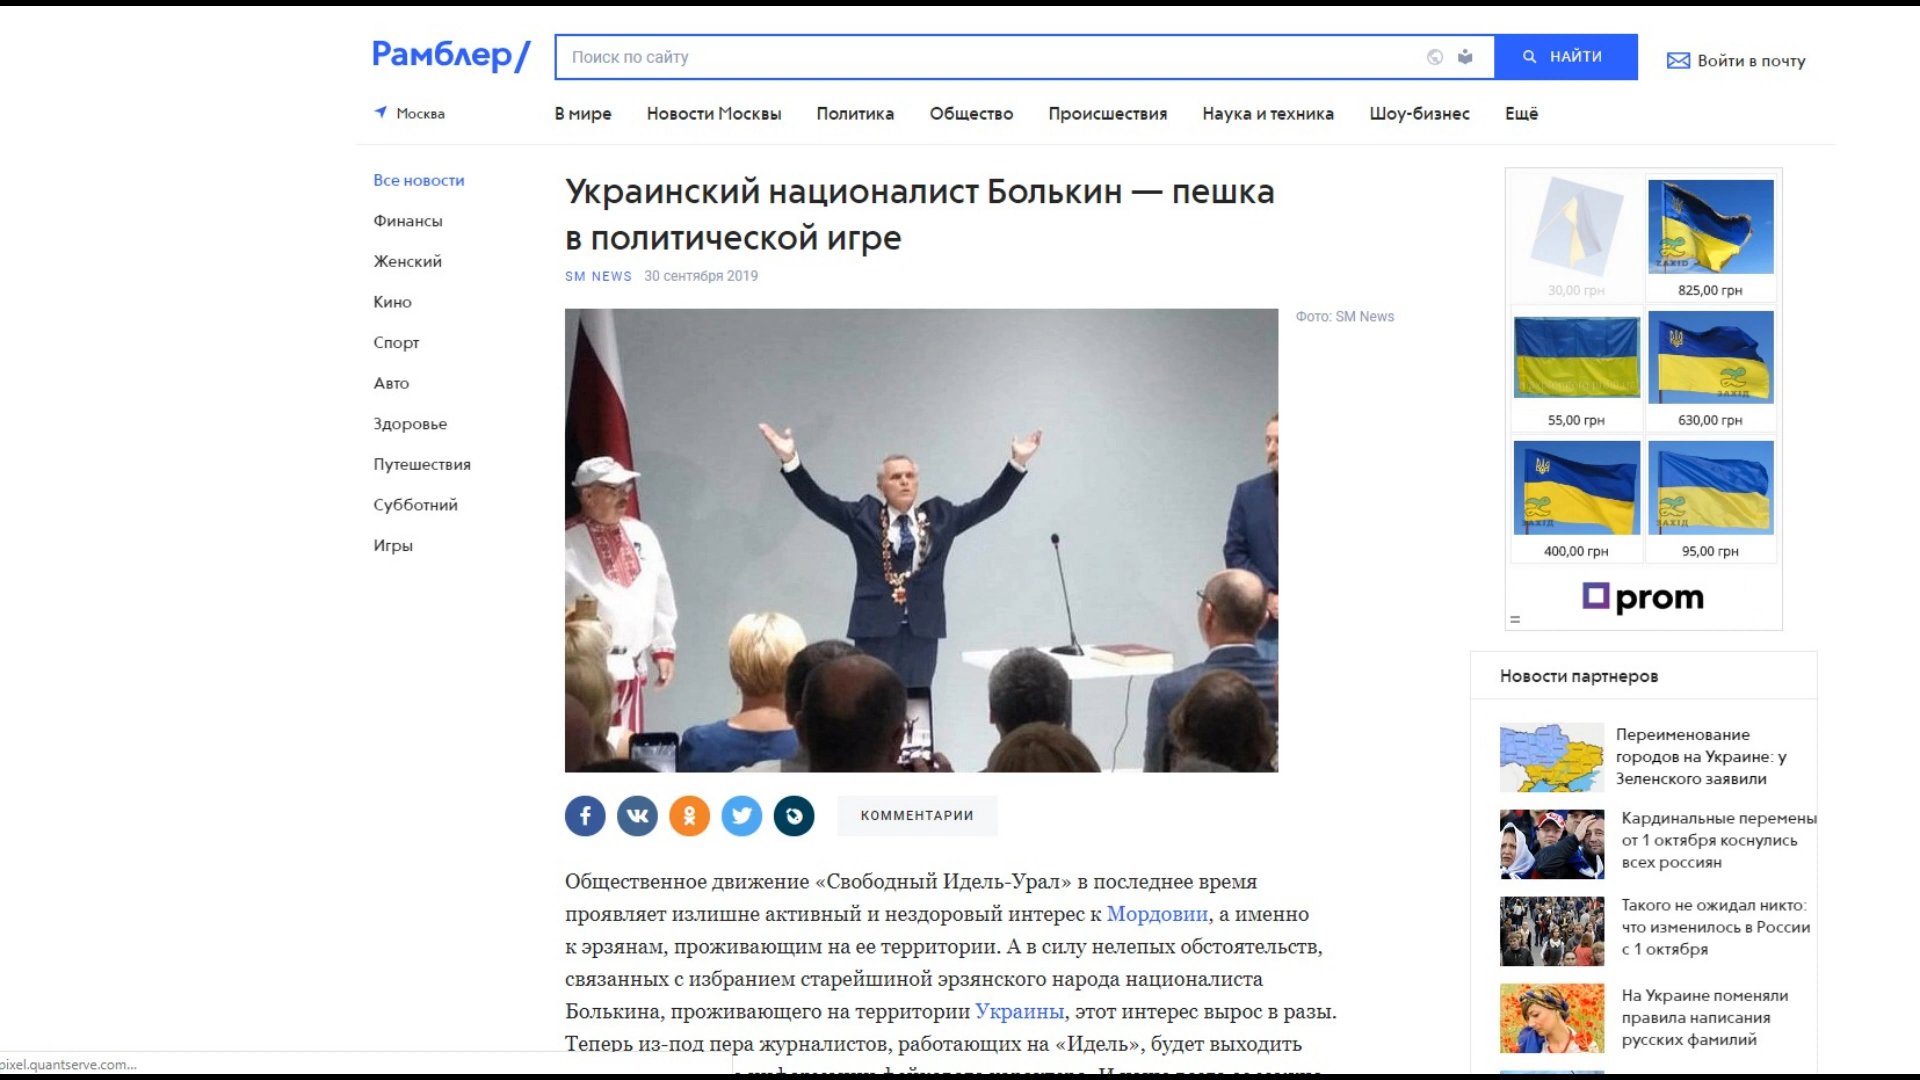 Рамблер/
Поиск по сайту
НАЙТИ
Войти в почту
Москва
В мире
Новости Москвы
Политика
Общество
Происшествия
Наука и техника
Шоу-бизнес
Ещё
Все новости
Финансы
Женский
Кино
Спорт
Авто
Здоровье
Путешествия
Субботний
Игры
Украинский националист Болькин — пешка
в политической игре
SM NEWS 30 сентября 2019
Фото: SM News
КОММЕНТАРИИ
Общественное движение «Свободный Идель-Урал» в последнее время
проявляет излишне активный и нездоровый интерес к Мордовии, а именно
к эрзянам, проживающим на ее территории. А в силу нелепых обстоятельств,
связанных с избранием старейшиной эрзянского народа националиста
Болькина, проживающего на территории Украины, этот интерес вырос в разы.
Теперь из-под пера журналистов, работающих на «Идель», будет выходить
30,00 грн
825,00 грн
55,00 грн
630,00 грн
400,00 грн
95,00 грн
prom
Новости партнеров
Переименование
городов на Украине: у
Зеленского заявили
Кардинальные перемены
от 1 октября коснулись
всех россиян
Такого не ожидал никто:
что изменилось в России
с 1 октября
На Украине поменяли
правила написания
русских фамилий
pixel.quantserve.com...